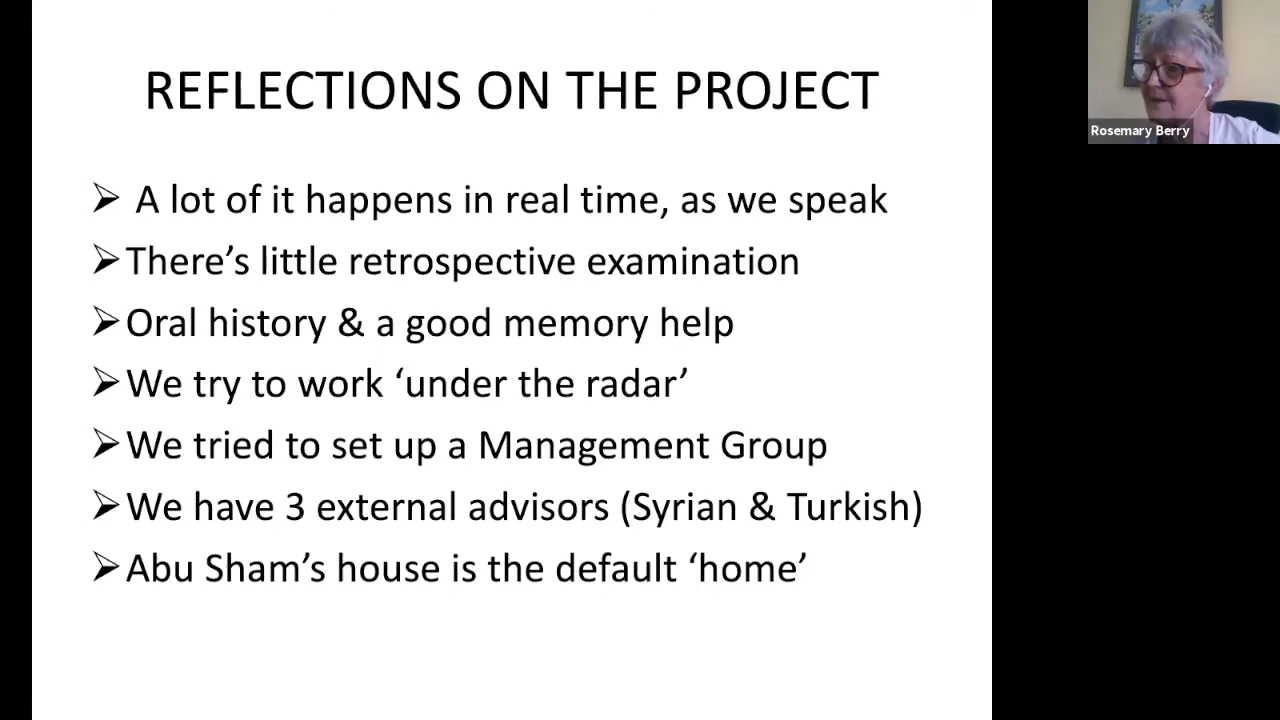 REFLECTIONS ON THE PROJECT
➢ A lot of it happens in real time, as we speak
➢There’s little retrospective examination
➢Oral history & a good memory help
➢We try to work ‘under the radar’
➢We tried to set up a Management Group
➢We have 3 external advisors (Syrian & Turkish)
➢Abu Sham’s house is the default ‘home’
Rosemary Berry